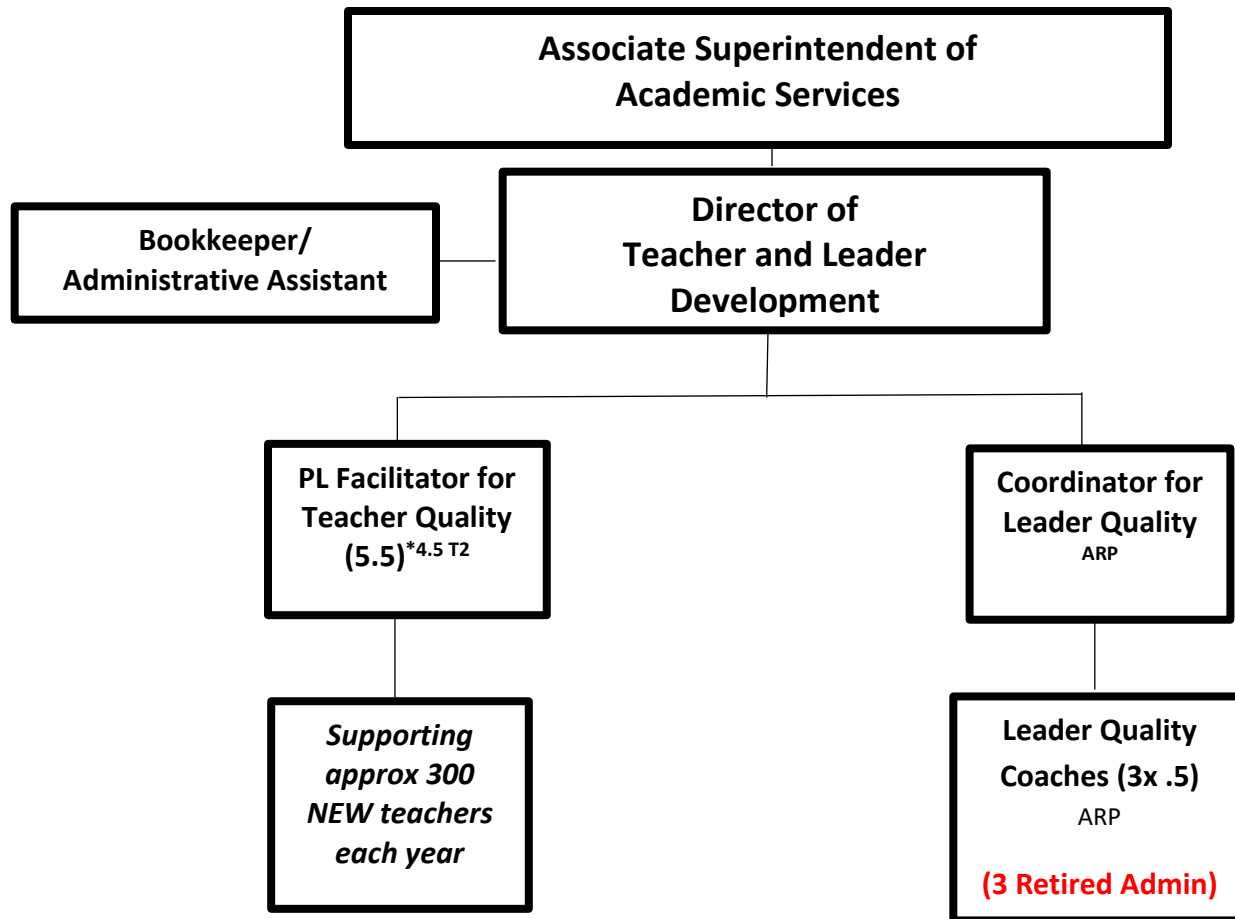 Associate Superintendent of
Academic Services
Bookkeeper/
Administrative Assistant
Director of
Teacher and Leader
Development
PL Facilitator for
Teacher Quality
(5.5)*4.5 T2
Coordinator for
Leader Quality
ARP
Supporting
approx 300
NEW teachers
each year
Leader Quality
Coaches (3x .5)
ARP
(3 Retired Admin)